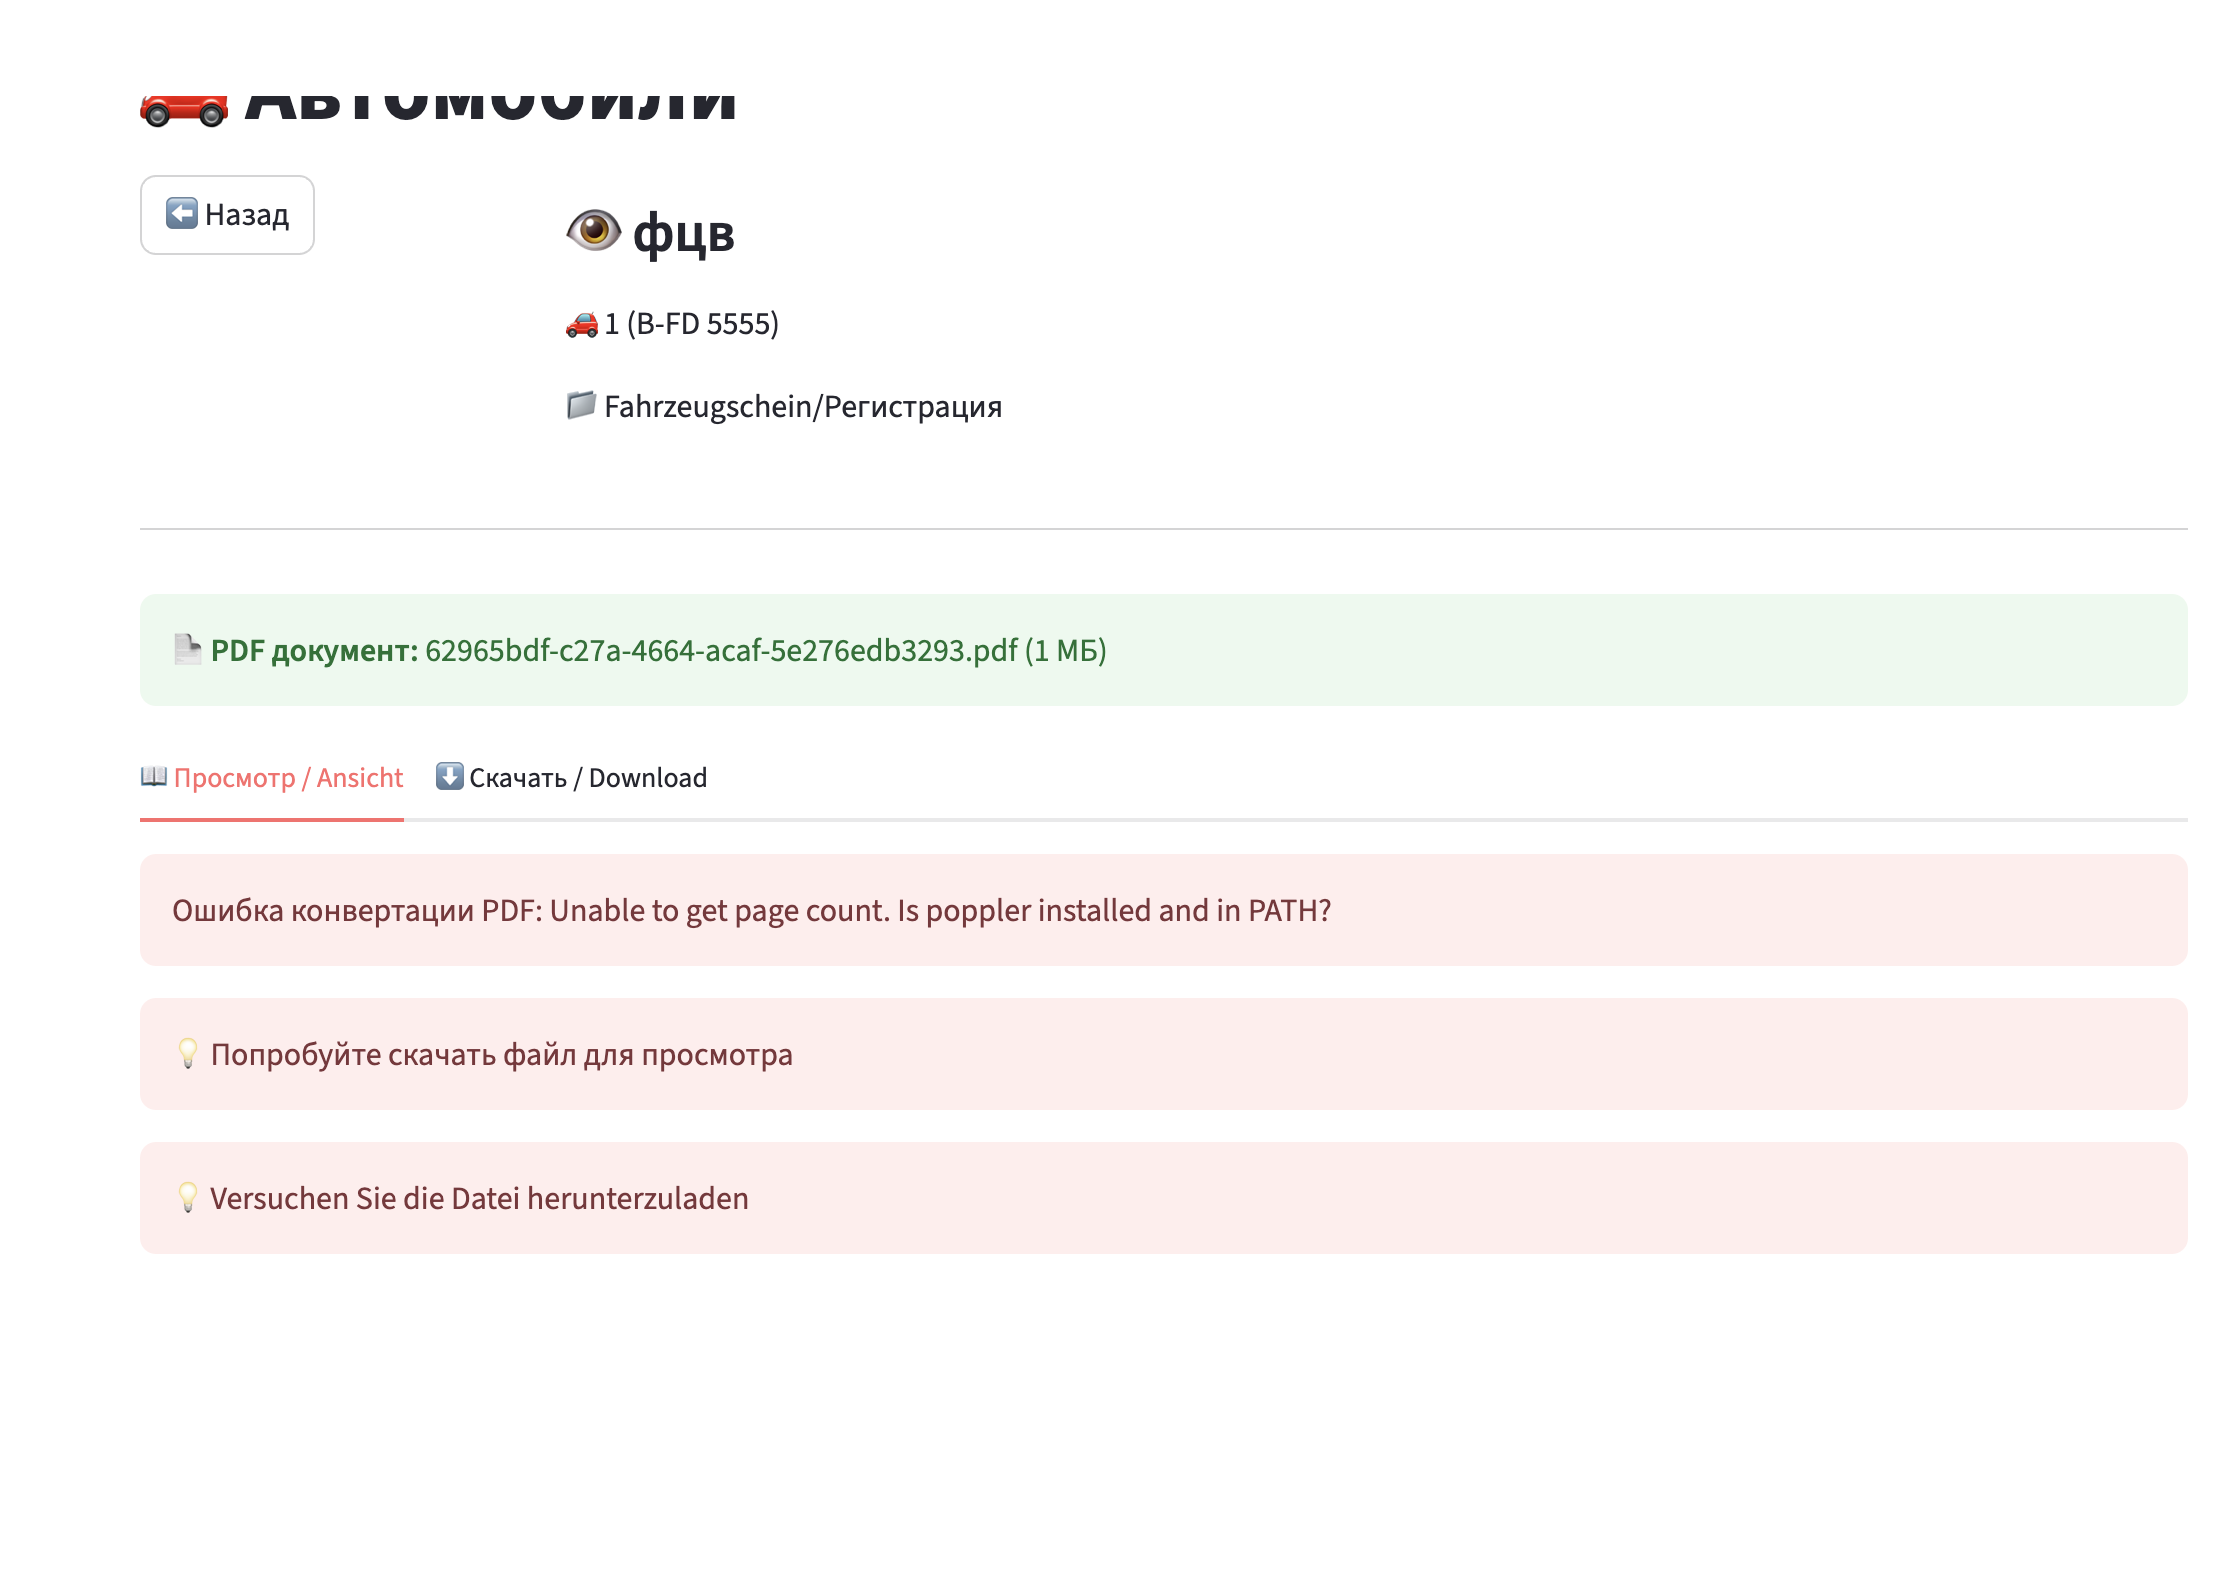 Автомобили
Назад
фцв
1 (B-FD 5555)
Fahrzeugschein/Регистрация
PDF документ: 62965bdf-c27a-4664-acaf-5e276edb3293.pdf (1 МБ)
Просмотр / Ansicht
Скачать / Download
Ошибка конвертации PDF: Unable to get page count. Is poppler installed and in PATH?
Попробуйте скачать файл для просмотра
Versuchen Sie die Datei herunterzuladen